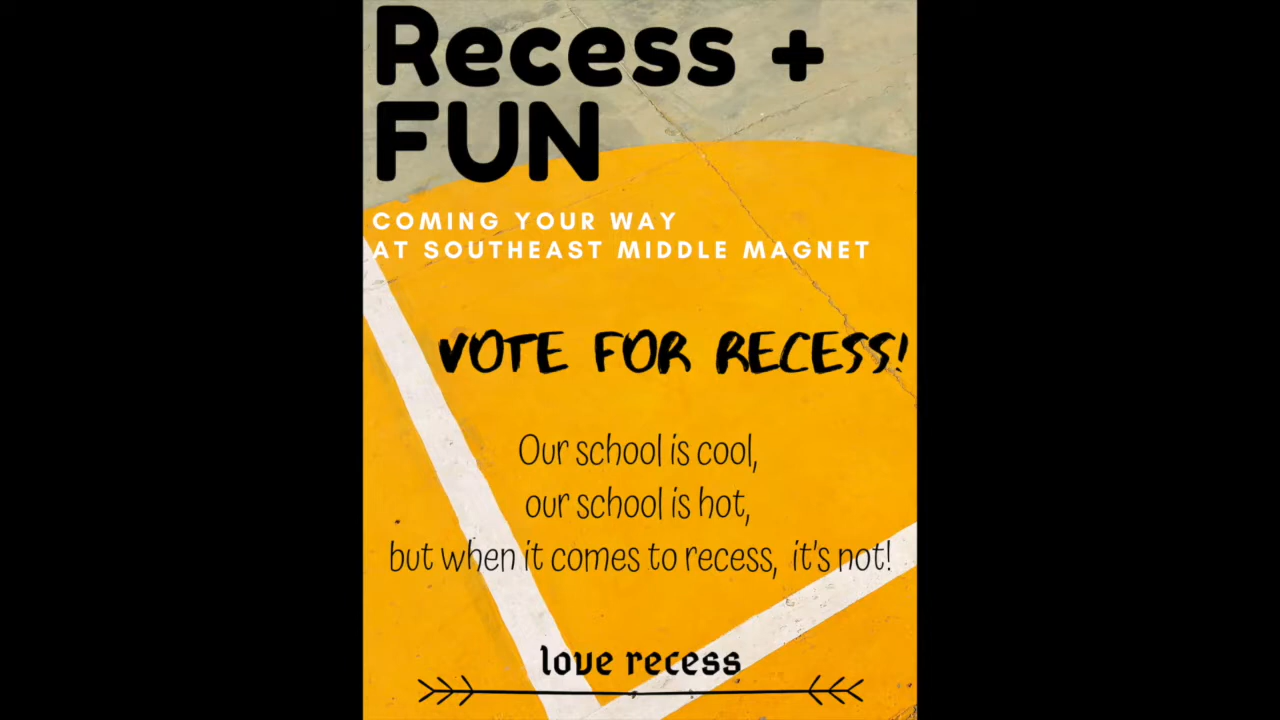 Recess +
FUN
COMING YOUR WAY
AT SOUTHEAST MIDDLE MAGNET
VOTE FOR RECESS!
Our school is cool,
our school is hot,
but when it comes to recess, it's not!
love recess